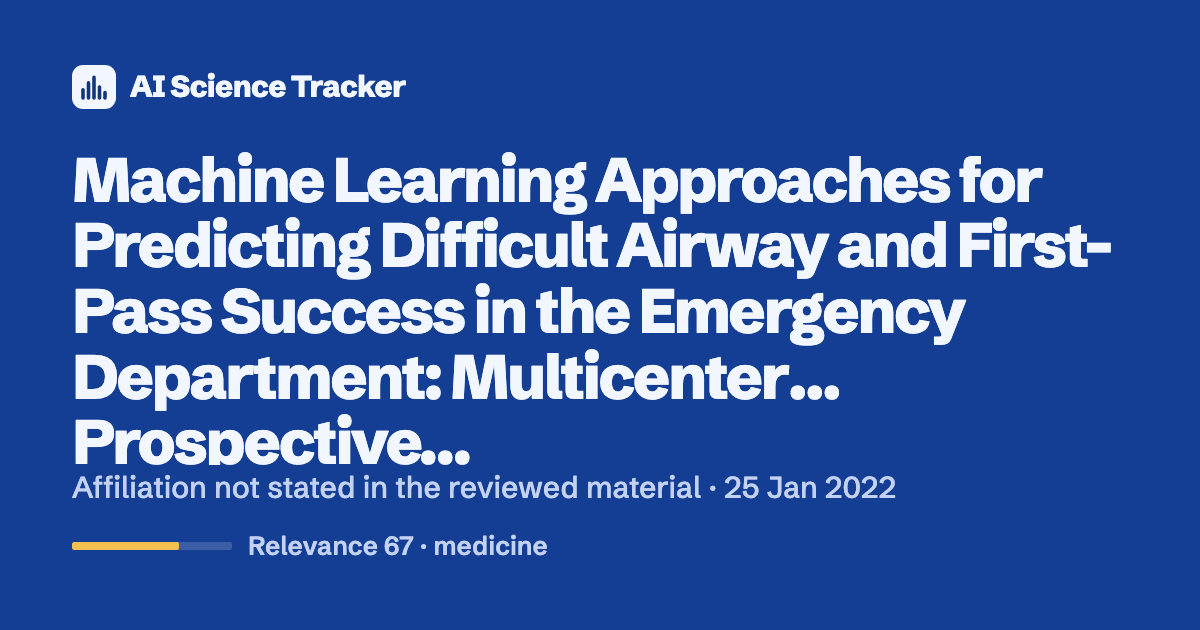 AI Science Tracker
Machine Learning Approaches for
Predicting Difficult Airway and First-
Pass Success in the Emergency
Department: Multicenter...
Prospective...
Affiliation not stated in the reviewed material · 25 Jan 2022
Relevance 67 · medicine